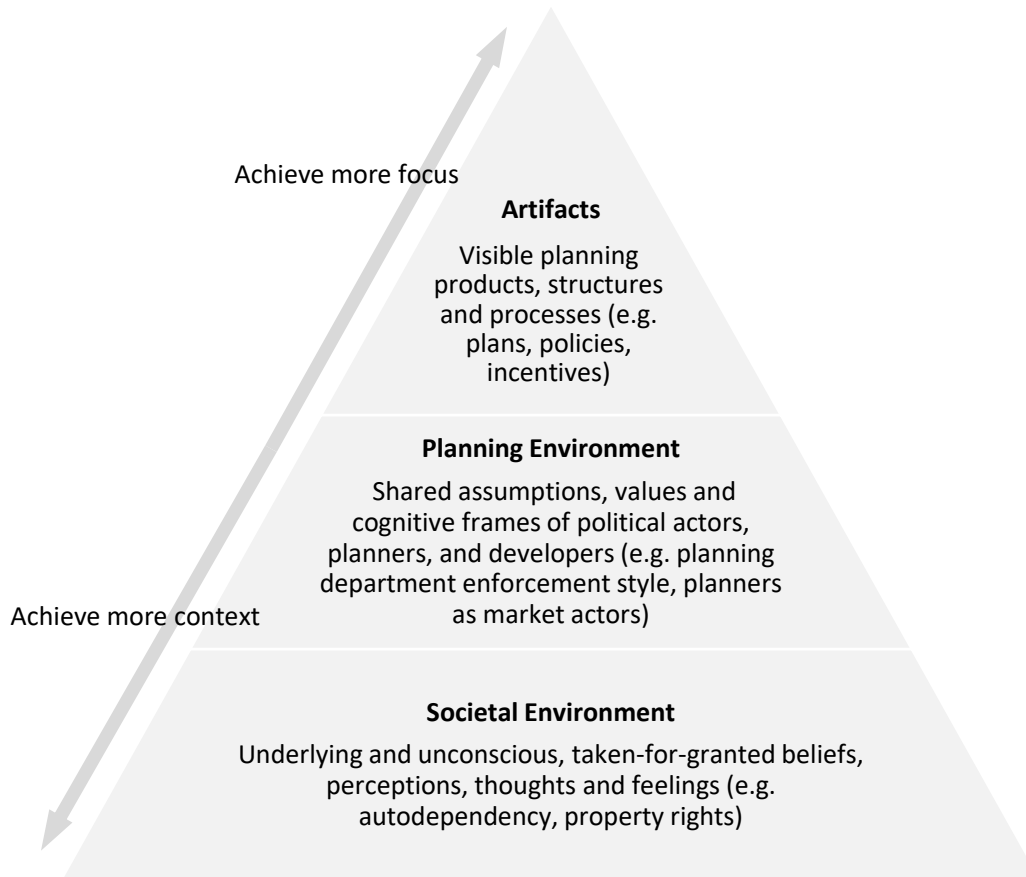 Achieve more focus
Artifacts
Visible planning
products, structures
and processes (e.g.
plans, policies,
incentives)
Planning Environment
Shared assumptions, values and
cognitive frames of political actors,
planners, and developers (e.g. planning
department enforcement style, planners
as market actors)
Achieve more context
Societal Environment
Underlying and unconscious, taken-for-granted beliefs,
perceptions, thoughts and feelings (e.g.
autodependency, property rights)